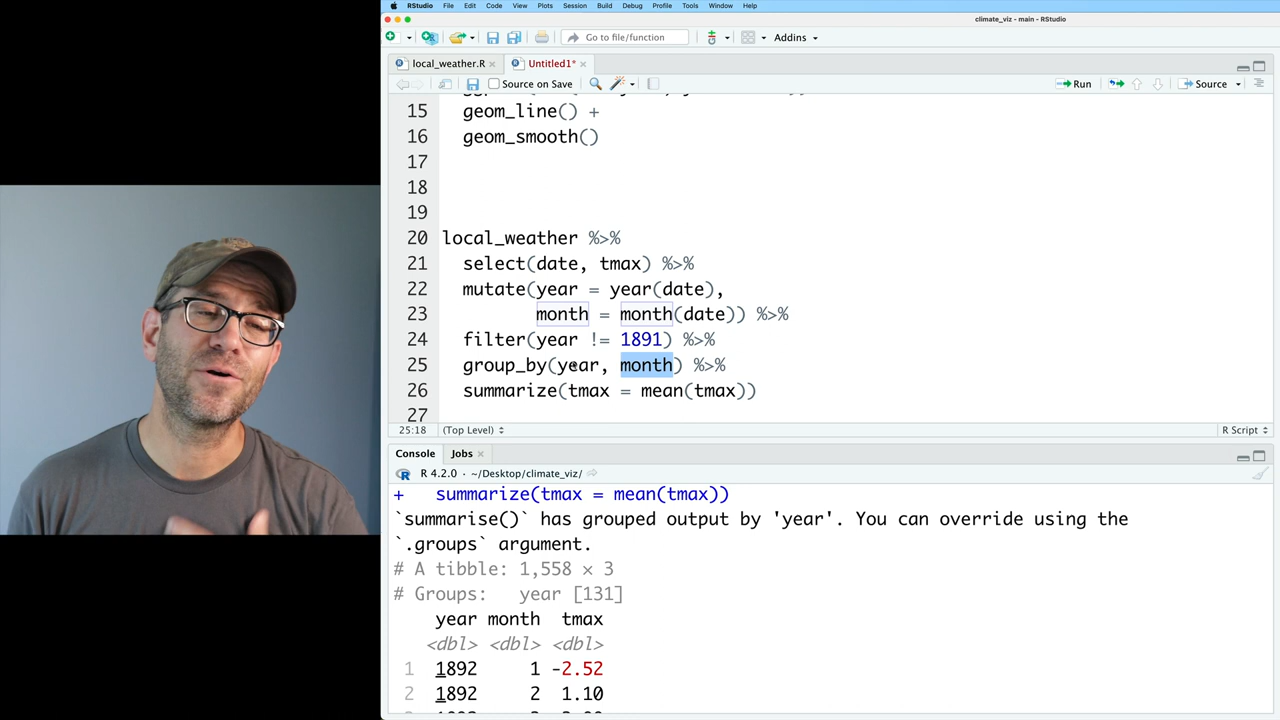 RStudio File Edit Code View Plots Session Build Debug Profile Tools Window Help
climate_viz - main - RStudio
Go to file/function Addins
local_weather.R Untitled1*
Source on Save Run Source
15 geom_line() +
16 geom_smooth()
17
18
19
20 local_weather %>%
21 select(date, tmax) %>%
22 mutate(year = year(date),
23 month = month(date)) %>%
24 filter(year != 1891) %>%
25 group_by(year, month) %>%
26 summarize(tmax = mean(tmax))
27
25:18 (Top Level) R Script
Console Jobs
R 4.2.0 · ~/Desktop/climate_viz/
+ summarize(tmax = mean(tmax))
`summarise()` has grouped output by 'year'. You can override using the
`.groups` argument.
# A tibble: 1,558 × 3
# Groups: year [131]
year month tmax
<dbl> <dbl> <dbl>
1 1892 1 -2.52
2 1892 2 1.10